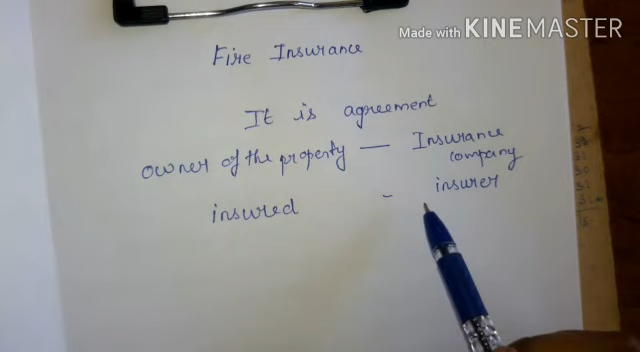 Made with KINEMASTER
Fire Insurance
It is agreement
owner of the property — Insurance company
insured - insurer